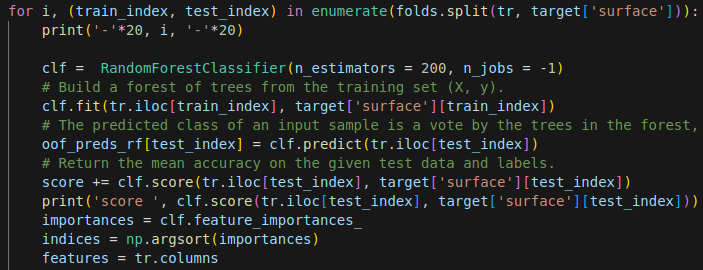 for i, (train_index, test_index) in enumerate(folds.split(tr, target['surface'])):
    print('-'*20, i, '-'*20)

    clf =  RandomForestClassifier(n_estimators = 200, n_jobs = -1)
    # Build a forest of trees from the training set (X, y).
    clf.fit(tr.iloc[train_index], target['surface'][train_index])
    # The predicted class of an input sample is a vote by the trees in the forest,
    oof_preds_rf[test_index] = clf.predict(tr.iloc[test_index])
    # Return the mean accuracy on the given test data and labels.
    score += clf.score(tr.iloc[test_index], target['surface'][test_index])
    print('score ', clf.score(tr.iloc[test_index], target['surface'][test_index]))
    importances = clf.feature_importances_
    indices = np.argsort(importances)
    features = tr.columns